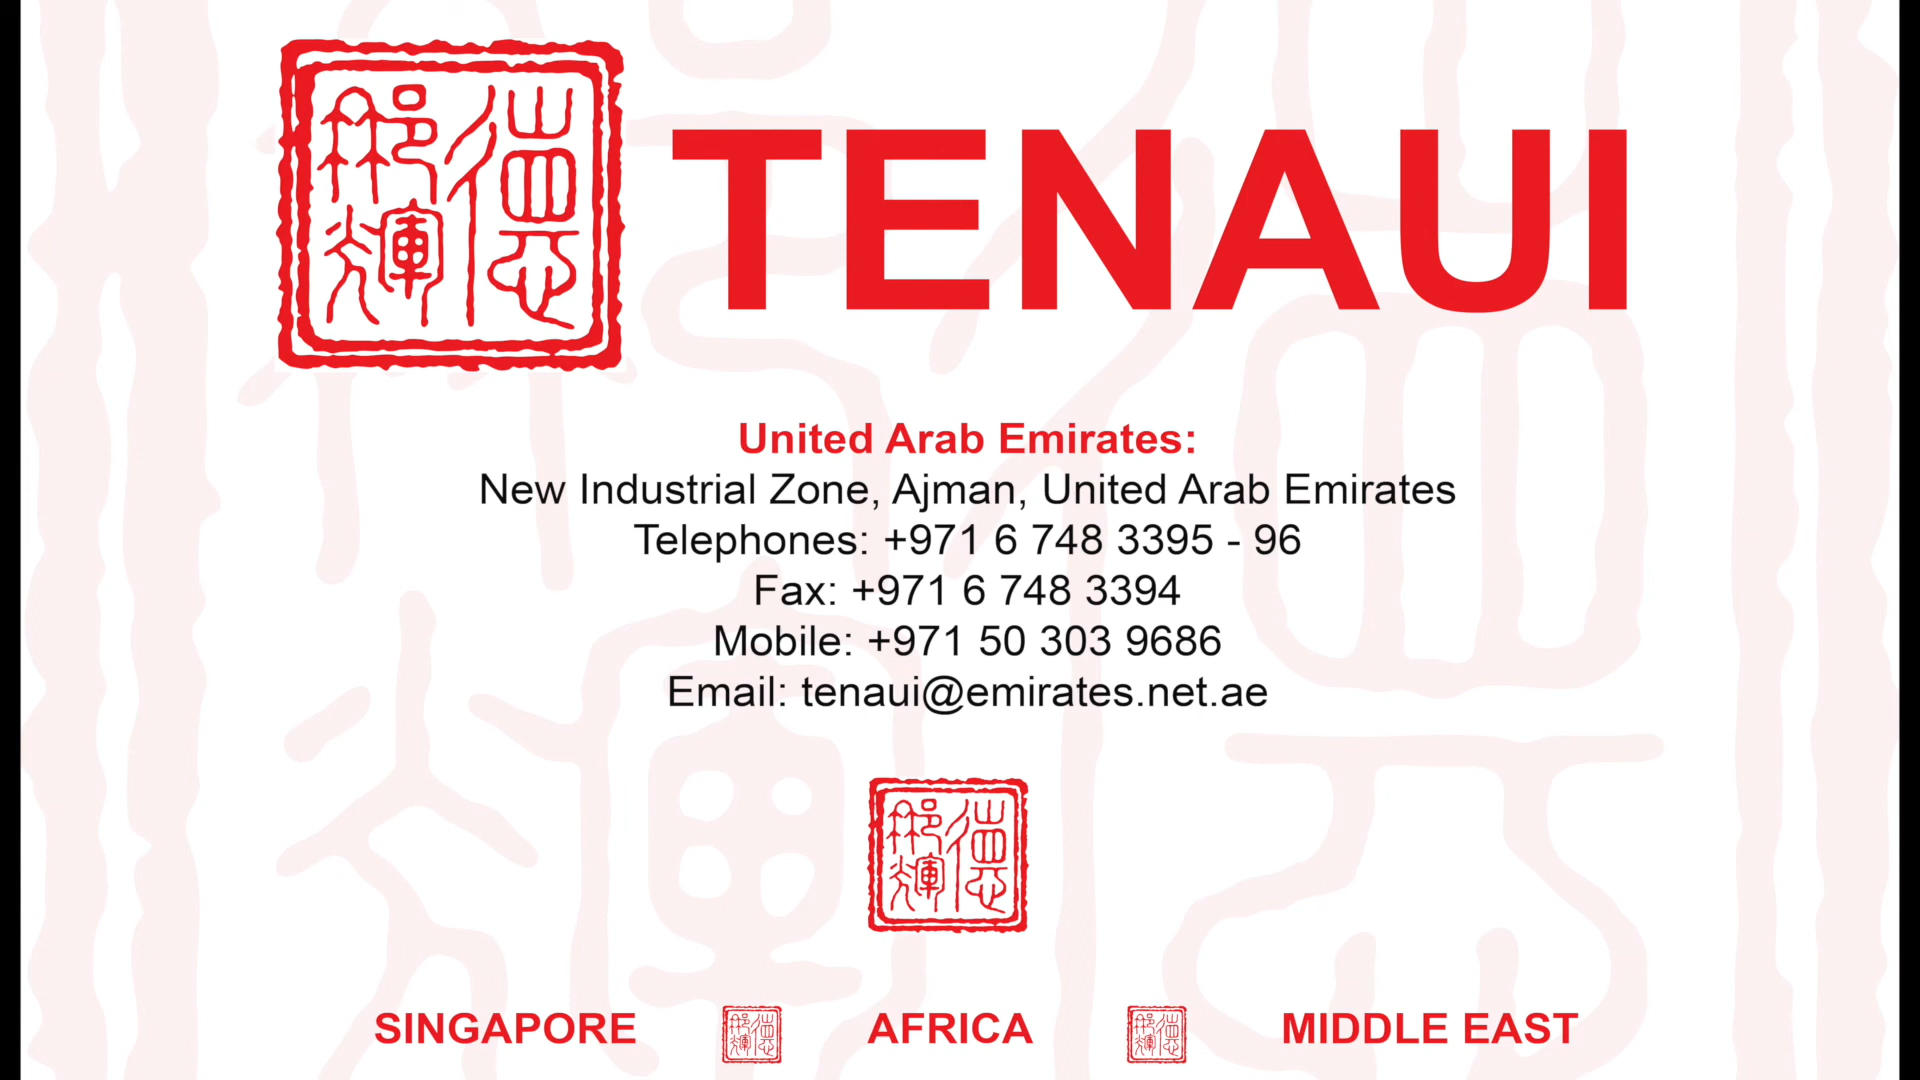 TENAUI
United Arab Emirates:
New Industrial Zone, Ajman, United Arab Emirates
Telephones: +971 6 748 3395 - 96
Fax: +971 6 748 3394
Mobile: +971 50 303 9686
Email: tenaui@emirates.net.ae
SINGAPORE AFRICA MIDDLE EAST